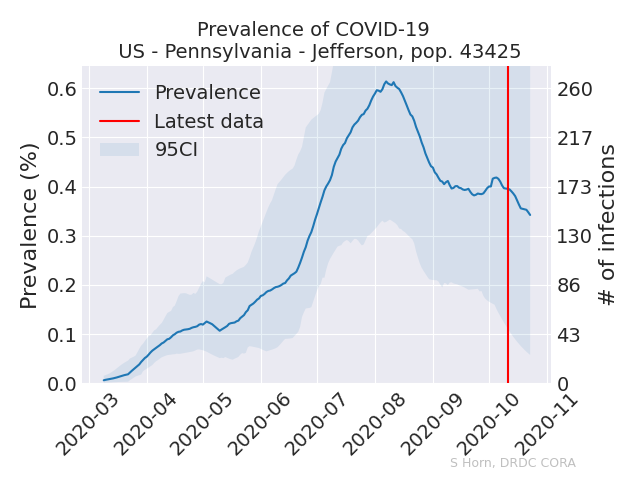 Prevalence of COVID-19
US - Pennsylvania - Jefferson, pop. 43425
Prevalence
Latest data
95CI
Prevalence (%)
0.6
0.5
0.4
0.3
0.2
0.1
0.0
260
217
173
130
86
43
0
# of infections
2020-03
2020-04
2020-05
2020-06
2020-07
2020-08
2020-09
2020-10
2020-11
S Horn, DRDC CORA